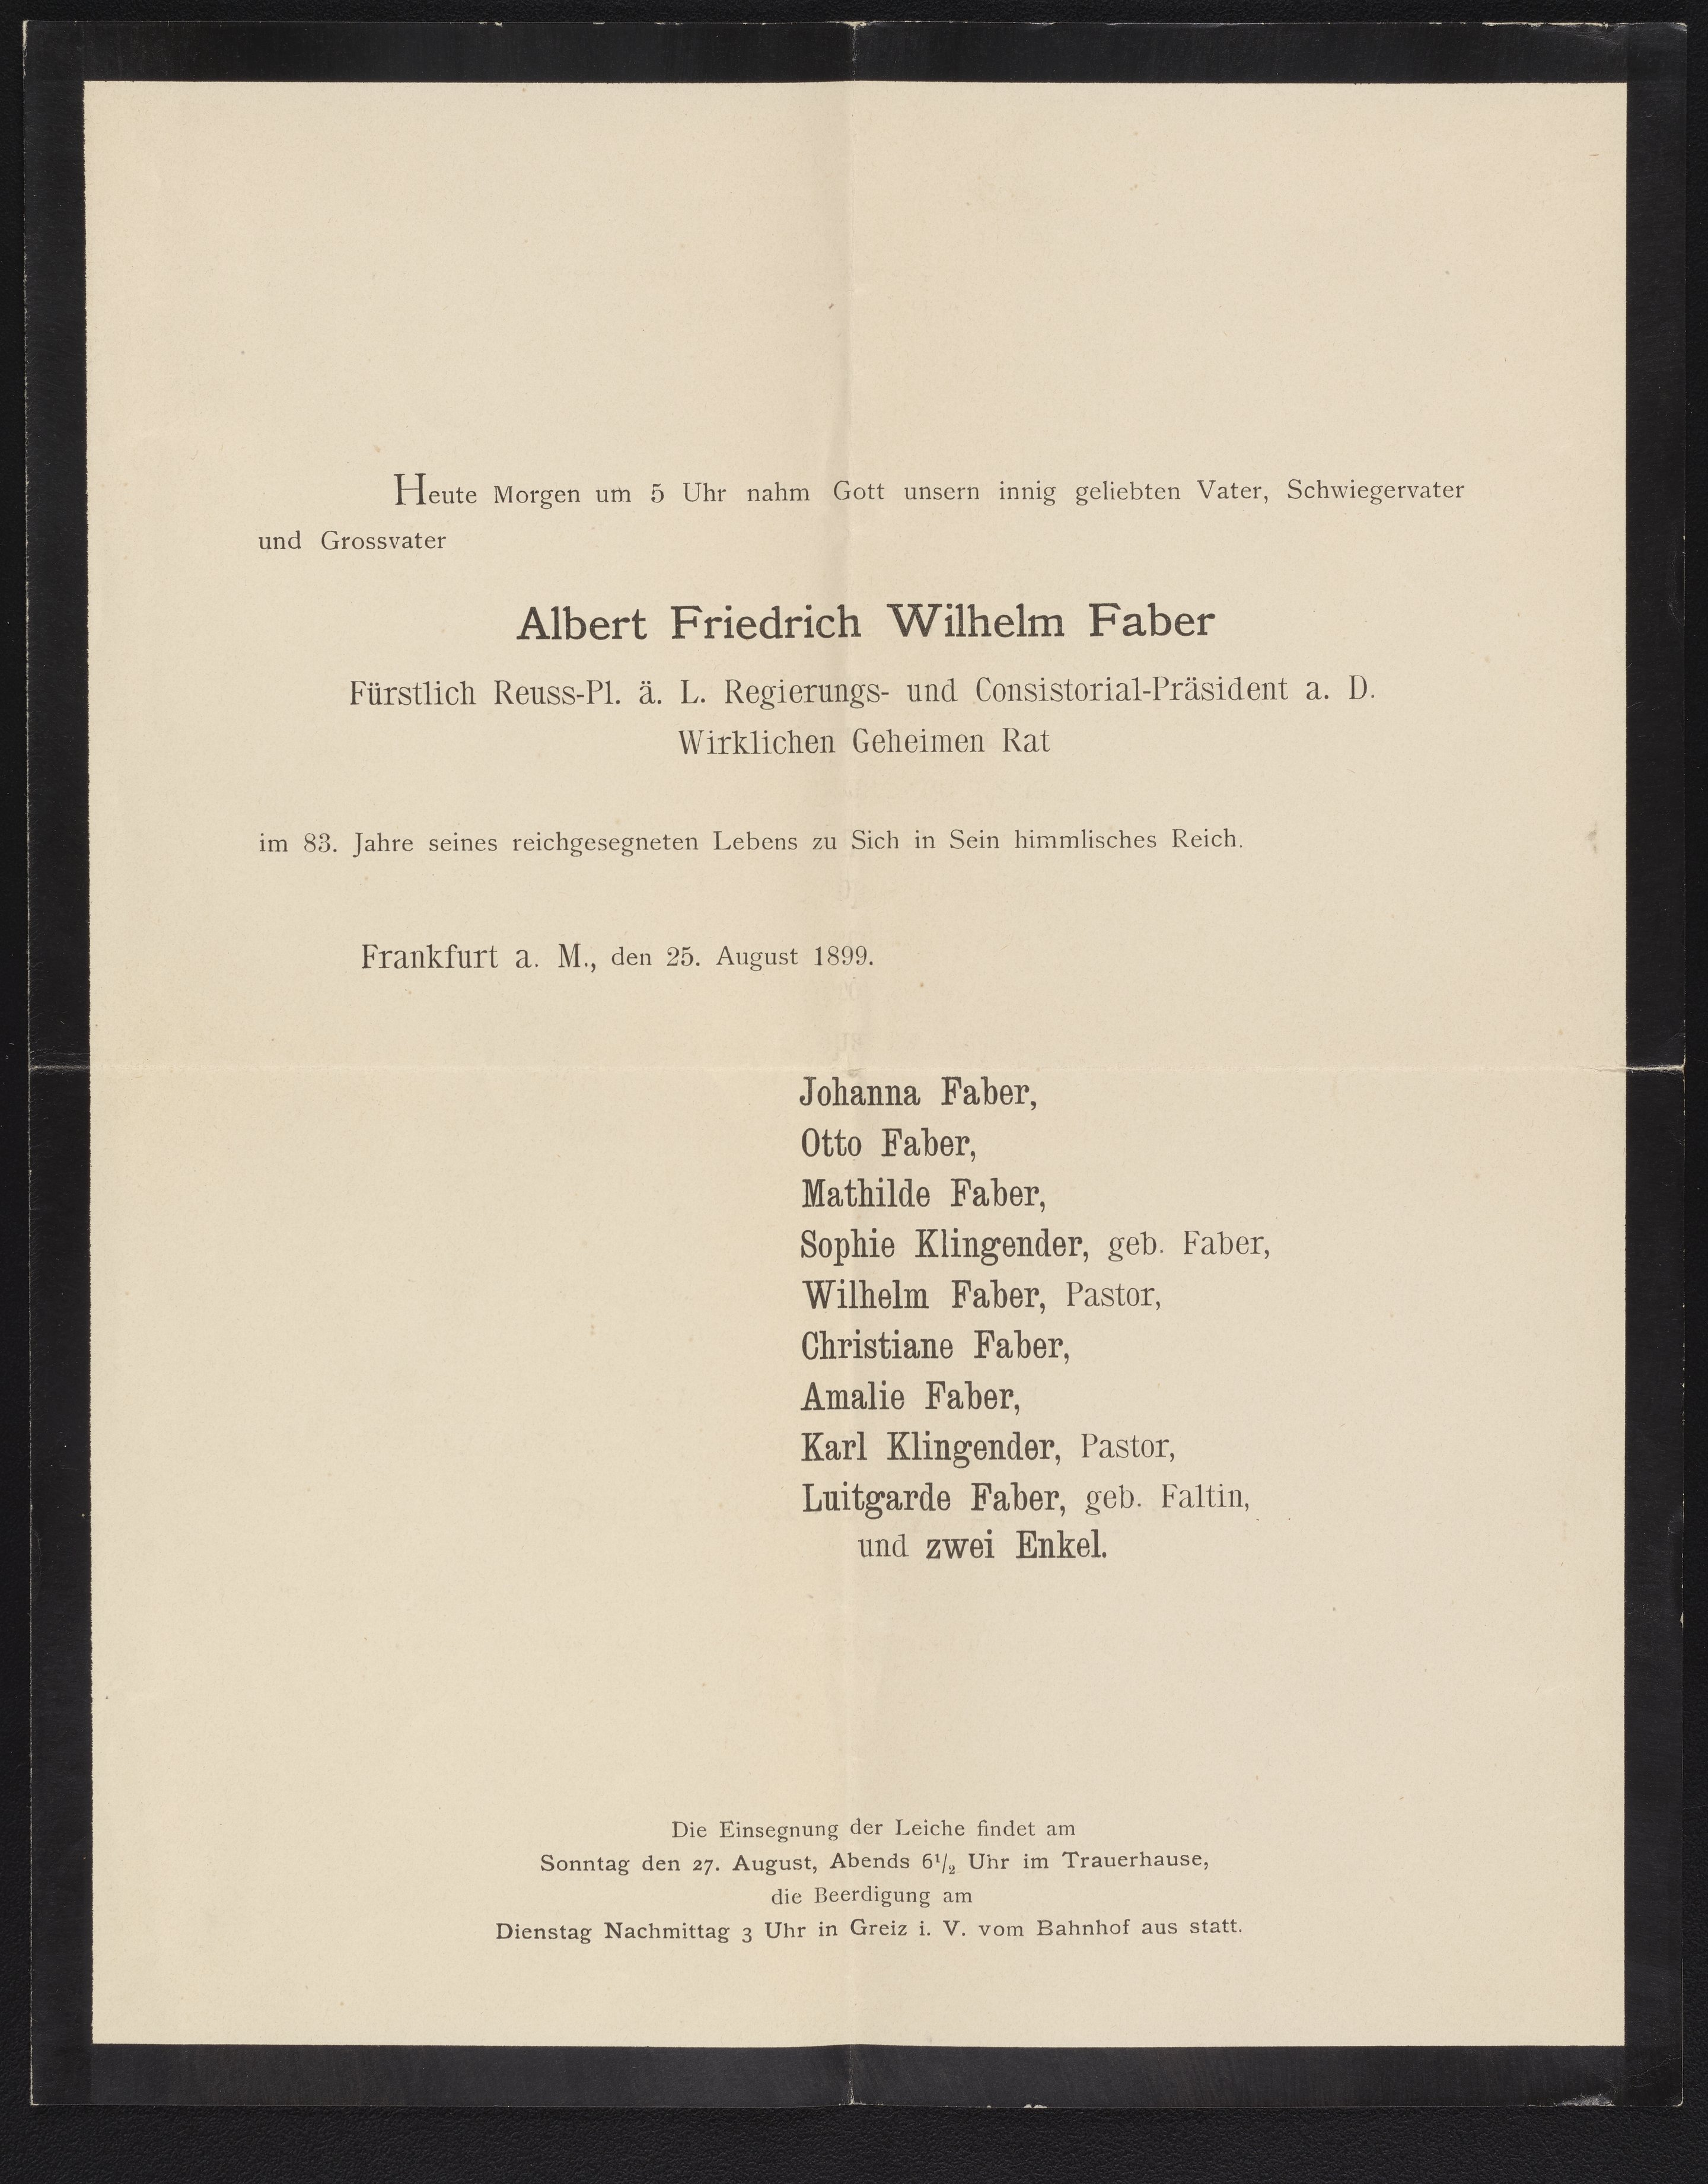 Heute Morgen um 5 Uhr nahm Gott unsern innig geliebten Vater, Schwiegervater
und Grossvater
Albert Friedrich Wilhelm Faber
Fürstlich Reuss-Pl. ä. L. Regierungs- und Consistorial-Präsident a. D.
Wirklichen Geheimen Rat
im 83. Jahre seines reichgesegneten Lebens zu Sich in Sein himmlisches Reich.
Frankfurt a. M., den 25. August 1899.
Johanna Faber,
Otto Faber,
Mathilde Faber,
Sophie Klingender, geb. Faber,
Wilhelm Faber, Pastor,
Christiane Faber,
Amalie Faber,
Karl Klingender, Pastor,
Luitgarde Faber, geb. Faltin,
und zwei Enkel.
Die Einsegnung der Leiche findet am
Sonntag den 27. August, Abends 6 1/2 Uhr im Trauerhause,
die Beerdigung am
Dienstag Nachmittag 3 Uhr in Greiz i. V. vom Bahnhof aus statt.